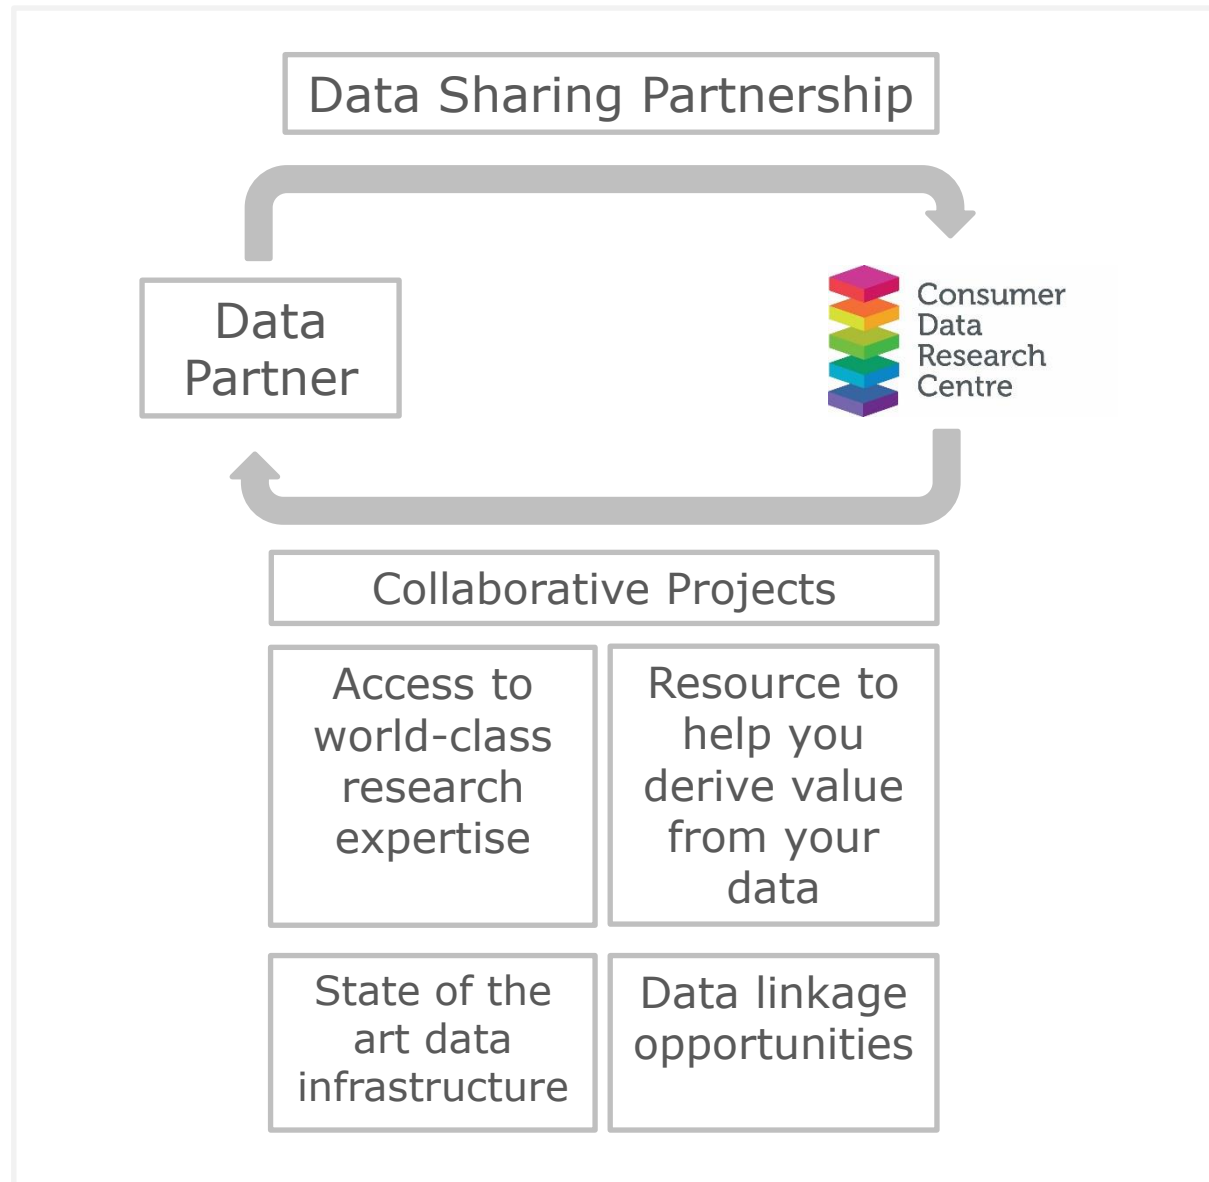 Data Sharing Partnership
Data
Partner
Consumer
Data
Research
Centre
Collaborative Projects
Access to
world-class
research
expertise
Resource to
help you
derive value
from your
data
State of the
art data
infrastructure
Data linkage
opportunities